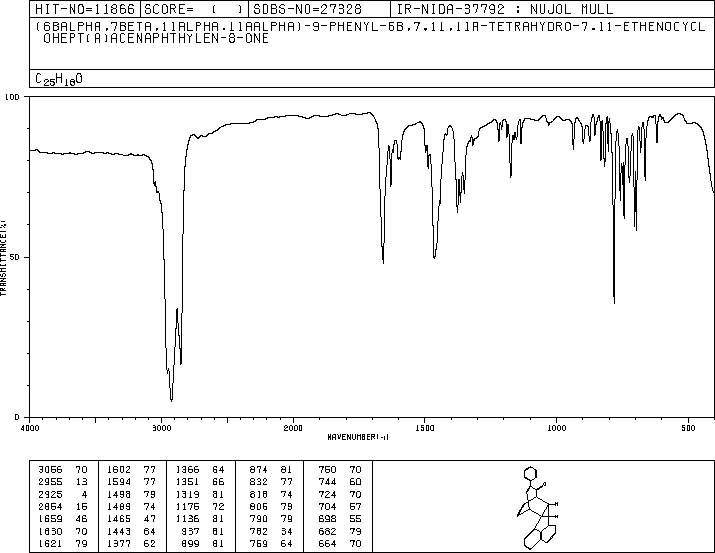 HIT-NO=11866 SCORE= ( ) SDBS-NO=27328 IR-NIDA-37792 : NUJOL MULL
(6BALPHA,7BETA,11ALPHA,11AALPHA)-9-PHENYL-6B,7,11,11A-TETRAHYDRO-7,11-ETHENOCYCL
OHEPT(A)ACENAPHTHYLEN-8-ONE
C25H18O
100
50
0
TRANSMITTANCE(%)
4000 3000 2000 1500 1000 500
WAVENUMBER(-1)
3066 70 1602 77 1366 64 874 81 760 70
2955 13 1594 77 1351 66 832 77 744 60
2925 4 1498 79 1319 81 818 74 724 70
2854 16 1489 74 1175 72 806 79 704 57
1659 46 1465 47 1136 81 790 79 698 55
1630 70 1443 64 937 81 782 34 682 79
1621 79 1377 62 899 81 769 64 664 70
O
H
H